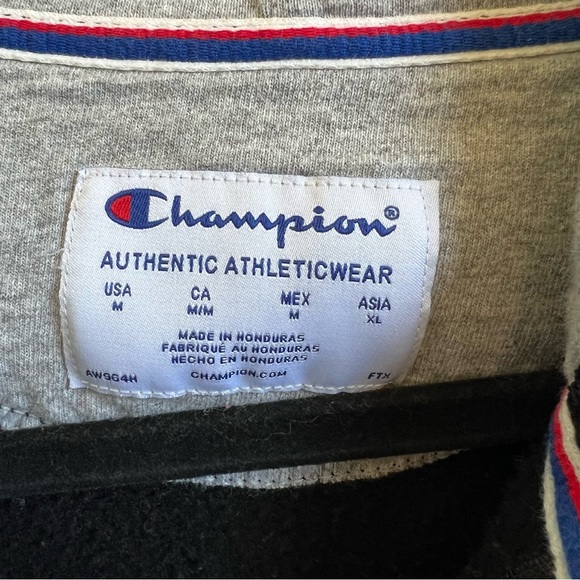 Champion®
AUTHENTIC ATHLETICWEAR
USA CA MEX ASIA
M M/M M XL
MADE IN HONDURAS
FABRIQUÉ AU HONDURAS
HECHO EN HONDURAS
AW964H CHAMPION.COM FTX